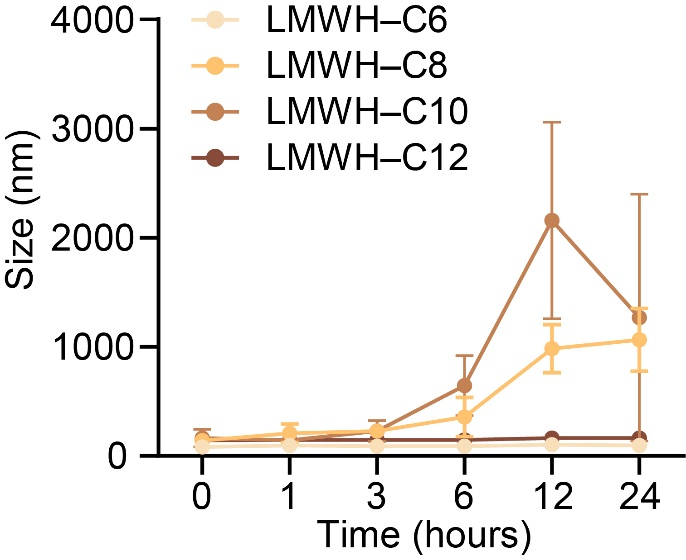 4000
3000
2000
1000
0
Size (nm)
LMWH–C6
LMWH–C8
LMWH–C10
LMWH–C12
0 1 3 6 12 24
Time (hours)